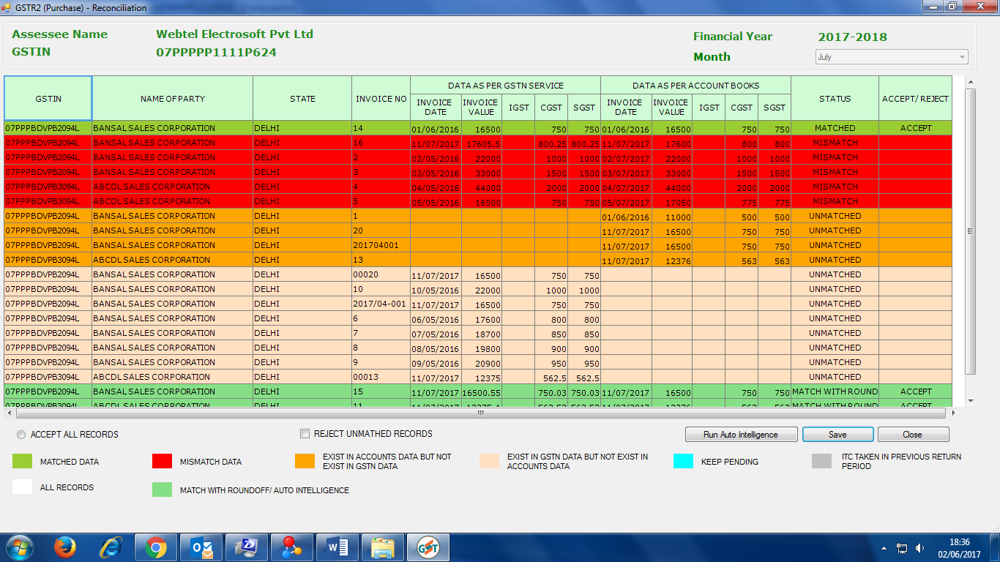 GSTR2 (Purchase) - Reconciliation
Assessee Name Webtel Electrosoft Pvt Ltd Financial Year 2017-2018
GSTIN 07PPPPP1111P624 Month July
GSTIN NAME OF PARTY STATE INVOICE NO DATA AS PER GSTN SERVICE DATA AS PER ACCOUNT BOOKS STATUS ACCEPT/ REJECT
INVOICE DATE INVOICE VALUE IGST CGST SGST INVOICE DATE INVOICE VALUE IGST CGST SGST
07PPPBDVPB2094L BANSAL SALES CORPORATION DELHI 14 01/06/2016 16500 750 750 01/06/2016 16500 750 750 MATCHED ACCEPT
07PPPBDVPB2094L BANSAL SALES CORPORATION DELHI 16 11/07/2017 17605.5 800.25 800.25 11/07/2017 17600 800 800 MISMATCH
07PPPBDVPB2094L BANSAL SALES CORPORATION DELHI 2 02/05/2016 22000 1000 1000 02/07/2017 22000 1000 1000 MISMATCH
07PPPBDVPB2094L BANSAL SALES CORPORATION DELHI 3 03/05/2016 33000 1500 1500 03/07/2017 33000 1500 1500 MISMATCH
07PPPBDVPB3094L ABCDL SALES CORPORATION DELHI 4 04/05/2016 44000 2000 2000 04/07/2017 44000 2000 2000 MISMATCH
07PPPBDVPB3094L ABCDL SALES CORPORATION DELHI 5 05/05/2016 16500 750 750 05/07/2017 17050 775 775 MISMATCH
07PPPBDVPB2094L BANSAL SALES CORPORATION DELHI 1 01/06/2016 11000 500 500 UNMATCHED
07PPPBDVPB2094L BANSAL SALES CORPORATION DELHI 20 11/07/2017 16500 750 750 UNMATCHED
07PPPBDVPB2094L BANSAL SALES CORPORATION DELHI 201704001 11/07/2017 16500 750 750 UNMATCHED
07PPPBDVPB3094L ABCDL SALES CORPORATION DELHI 13 11/07/2017 12376 563 563 UNMATCHED
07PPPBDVPB2094L BANSAL SALES CORPORATION DELHI 00020 11/07/2017 16500 750 750 UNMATCHED
07PPPBDVPB2094L BANSAL SALES CORPORATION DELHI 10 10/05/2016 22000 1000 1000 UNMATCHED
07PPPBDVPB2094L BANSAL SALES CORPORATION DELHI 2017/04-001 11/07/2017 16500 750 750 UNMATCHED
07PPPBDVPB2094L BANSAL SALES CORPORATION DELHI 6 06/05/2016 17600 800 800 UNMATCHED
07PPPBDVPB2094L BANSAL SALES CORPORATION DELHI 7 07/05/2016 18700 850 850 UNMATCHED
07PPPBDVPB2094L BANSAL SALES CORPORATION DELHI 8 08/05/2016 19800 900 900 UNMATCHED
07PPPBDVPB2094L BANSAL SALES CORPORATION DELHI 9 09/05/2016 20900 950 950 UNMATCHED
07PPPBDVPB3094L ABCDL SALES CORPORATION DELHI 00013 11/07/2017 12375 562.5 562.5 UNMATCHED
07PPPBDVPB2094L BANSAL SALES CORPORATION DELHI 15 11/07/2017 16500.55 750.03 750.03 11/07/2017 16500 750 750 MATCH WITH ROUND ACCEPT
07PPPBDVPB3094L ABCDL SALES CORPORATION DELHI 11 11/07/2017 11/07/2017 12376 563 563 MATCH WITH ROUND ACCEPT
ACCEPT ALL RECORDS REJECT UNMATHED RECORDS Run Auto Intelligence Save Close
MATCHED DATA MISMATCH DATA EXIST IN ACCOUNTS DATA BUT NOT EXIST IN GSTN DATA EXIST IN GSTN DATA BUT NOT EXIST IN ACCOUNTS DATA KEEP PENDING ITC TAKEN IN PREVIOUS RETURN PERIOD
ALL RECORDS MATCH WITH ROUNDOFF/ AUTO INTELLIGENCE
GST
18:36
02/06/2017